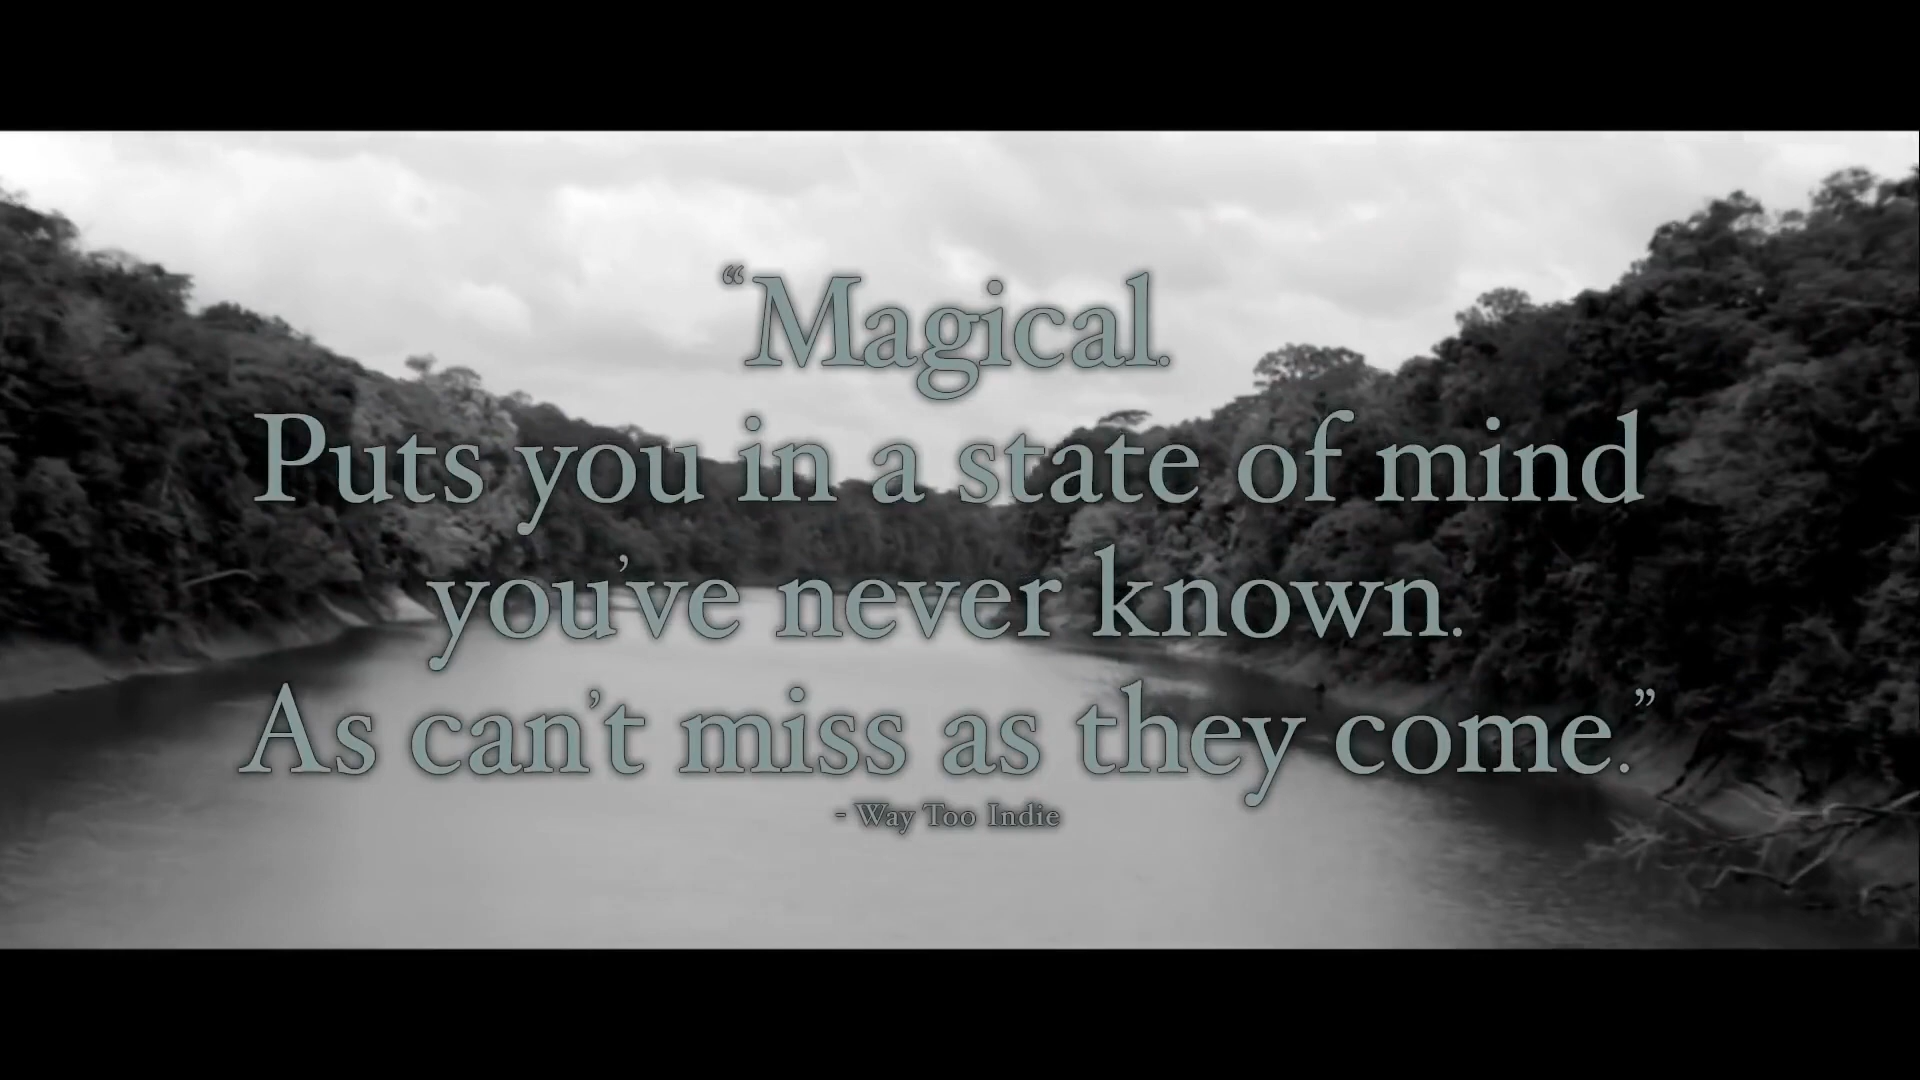 “Magical.
Puts you in a state of mind
you’ve never known.
As can’t miss as they come.”
- Way Too Indie